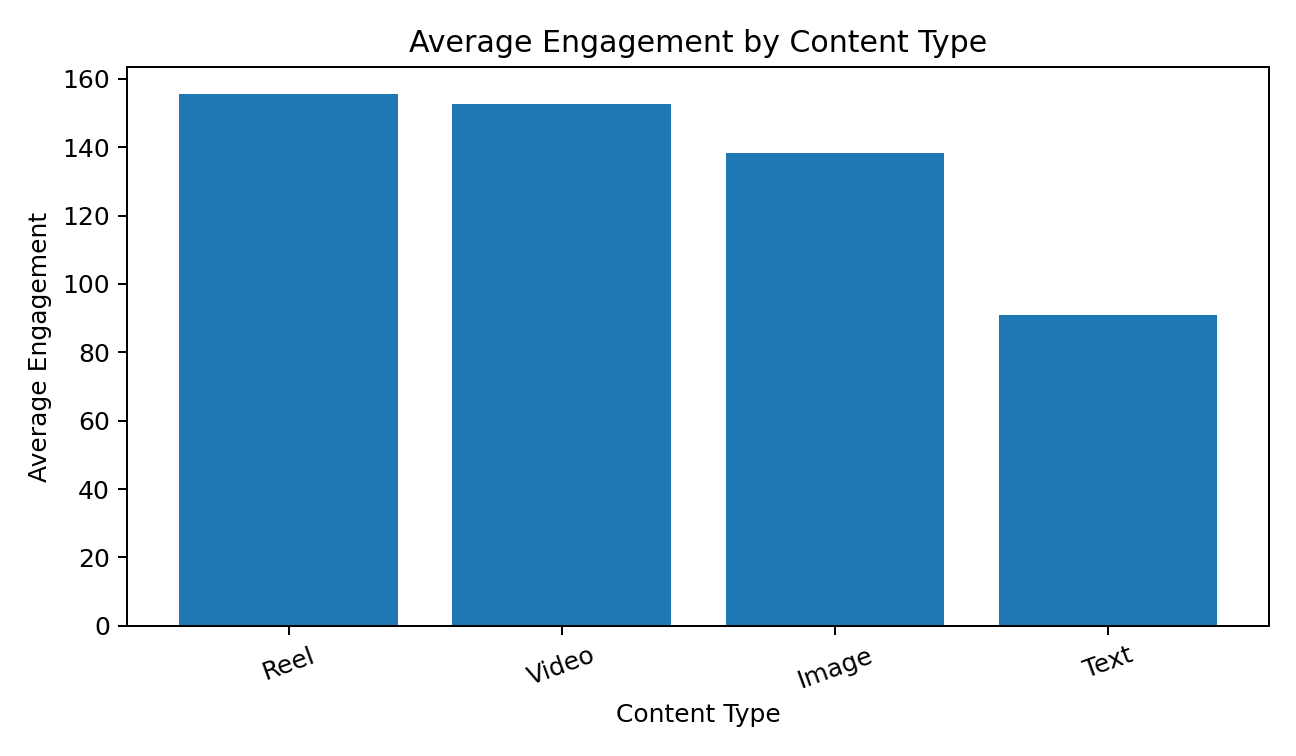 Average Engagement by Content Type
160
140
120
100
80
60
40
20
0
Average Engagement
Reel Video Image Text
Content Type